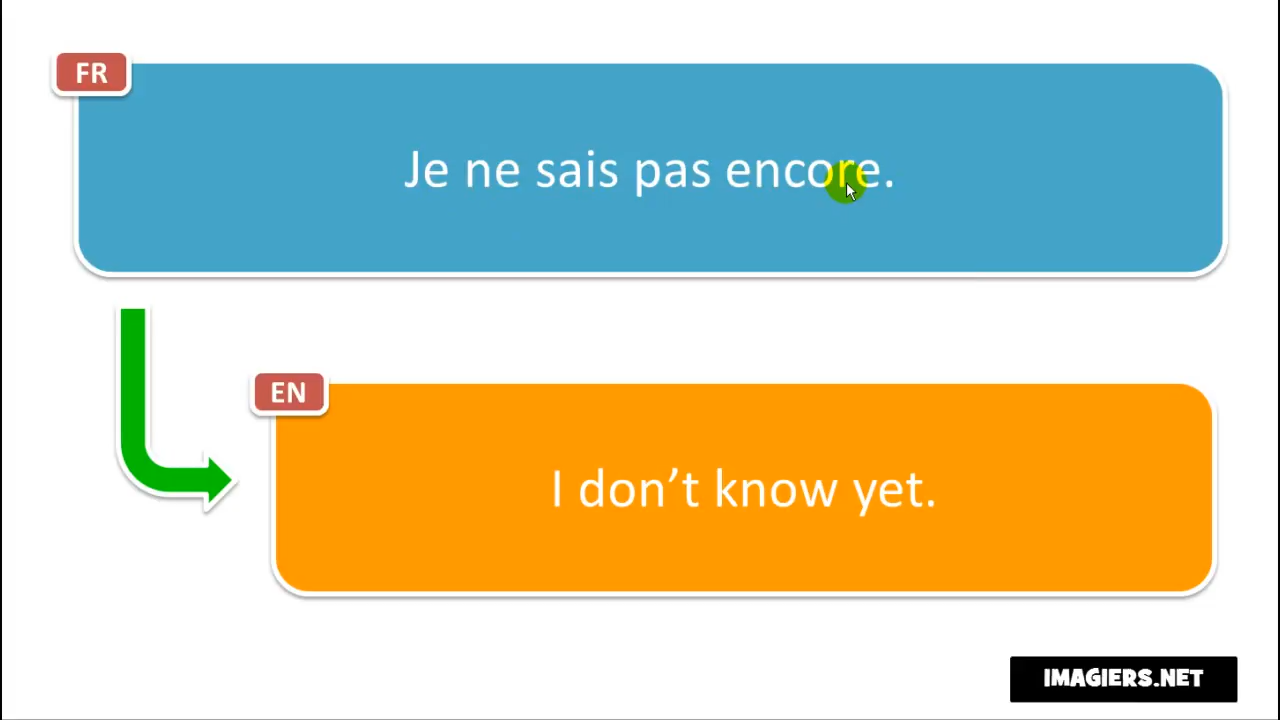 FR
Je ne sais pas encore.
EN
I don’t know yet.
IMAGIERS.NET